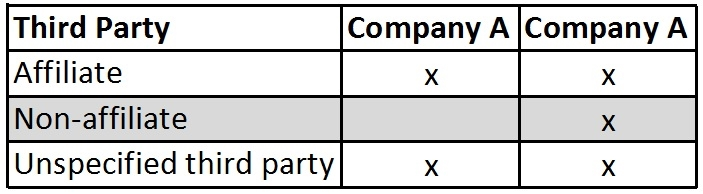 Third Party Company A Company A
Affiliate x x
Non-affiliate x
Unspecified third party x x